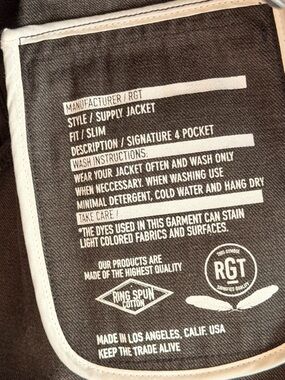 MANUFACTURER / RGT
STYLE / SUPPLY JACKET
FIT / SLIM
DESCRIPTION / SIGNATURE 4 POCKET
WASH INSTRUCTIONS:
WEAR YOUR JACKET OFTEN AND WASH ONLY
WHEN NECCESSARY. WHEN WASHING USE
MINIMAL DETERGENT, COLD WATER AND HANG DRY
TAKE CARE /
*THE DYES USED IN THIS GARMENT CAN STAIN
LIGHT COLORED FABRICS AND SURFACES.
OUR PRODUCTS ARE
MADE OF THE HIGHEST QUALITY
RING SPUN
COTTON
RGT
MADE IN LOS ANGELES, CALIF. USA
KEEP THE TRADE ALIVE